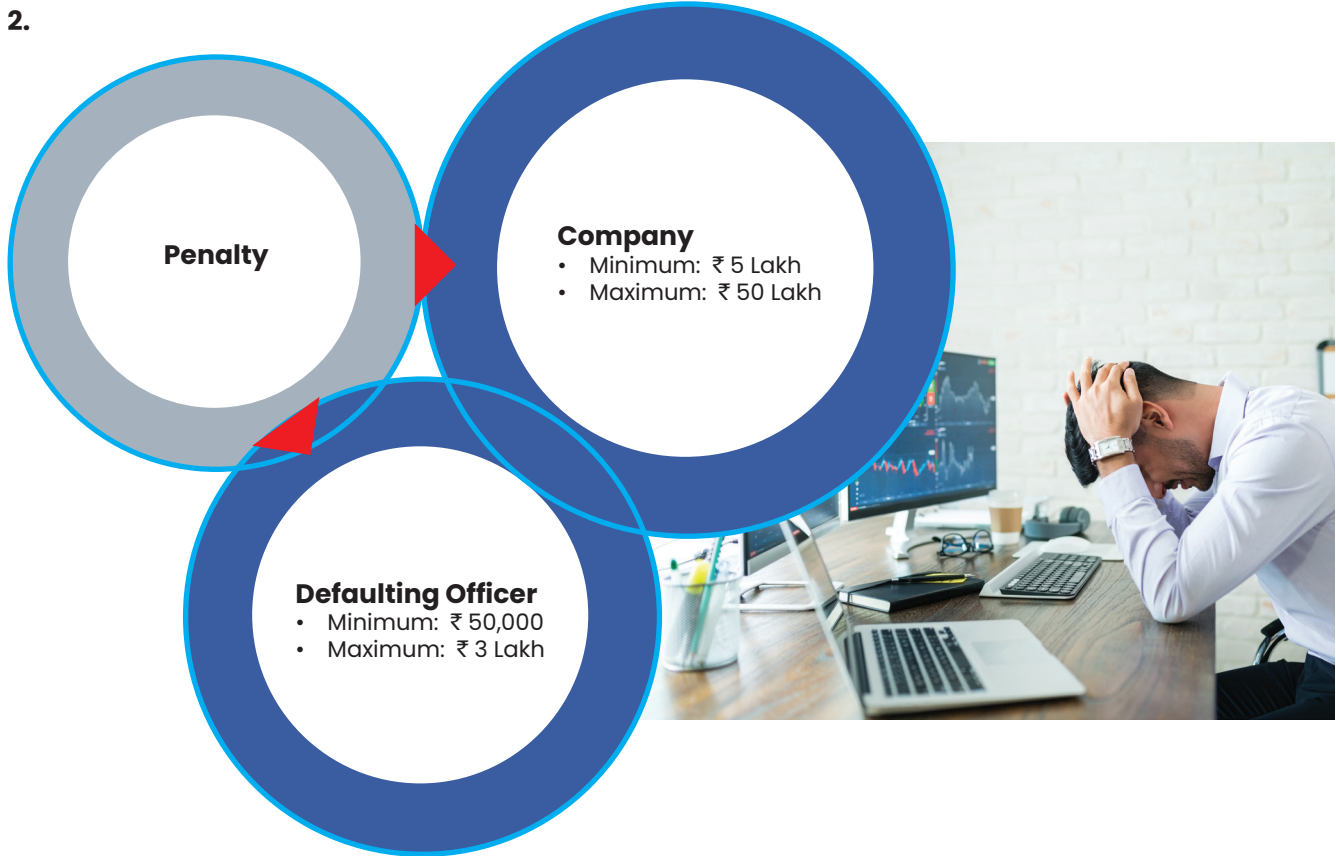 2.
Penalty
Company
• Minimum: ₹ 5 Lakh
• Maximum: ₹ 50 Lakh
Defaulting Officer
• Minimum: ₹ 50,000
• Maximum: ₹ 3 Lakh